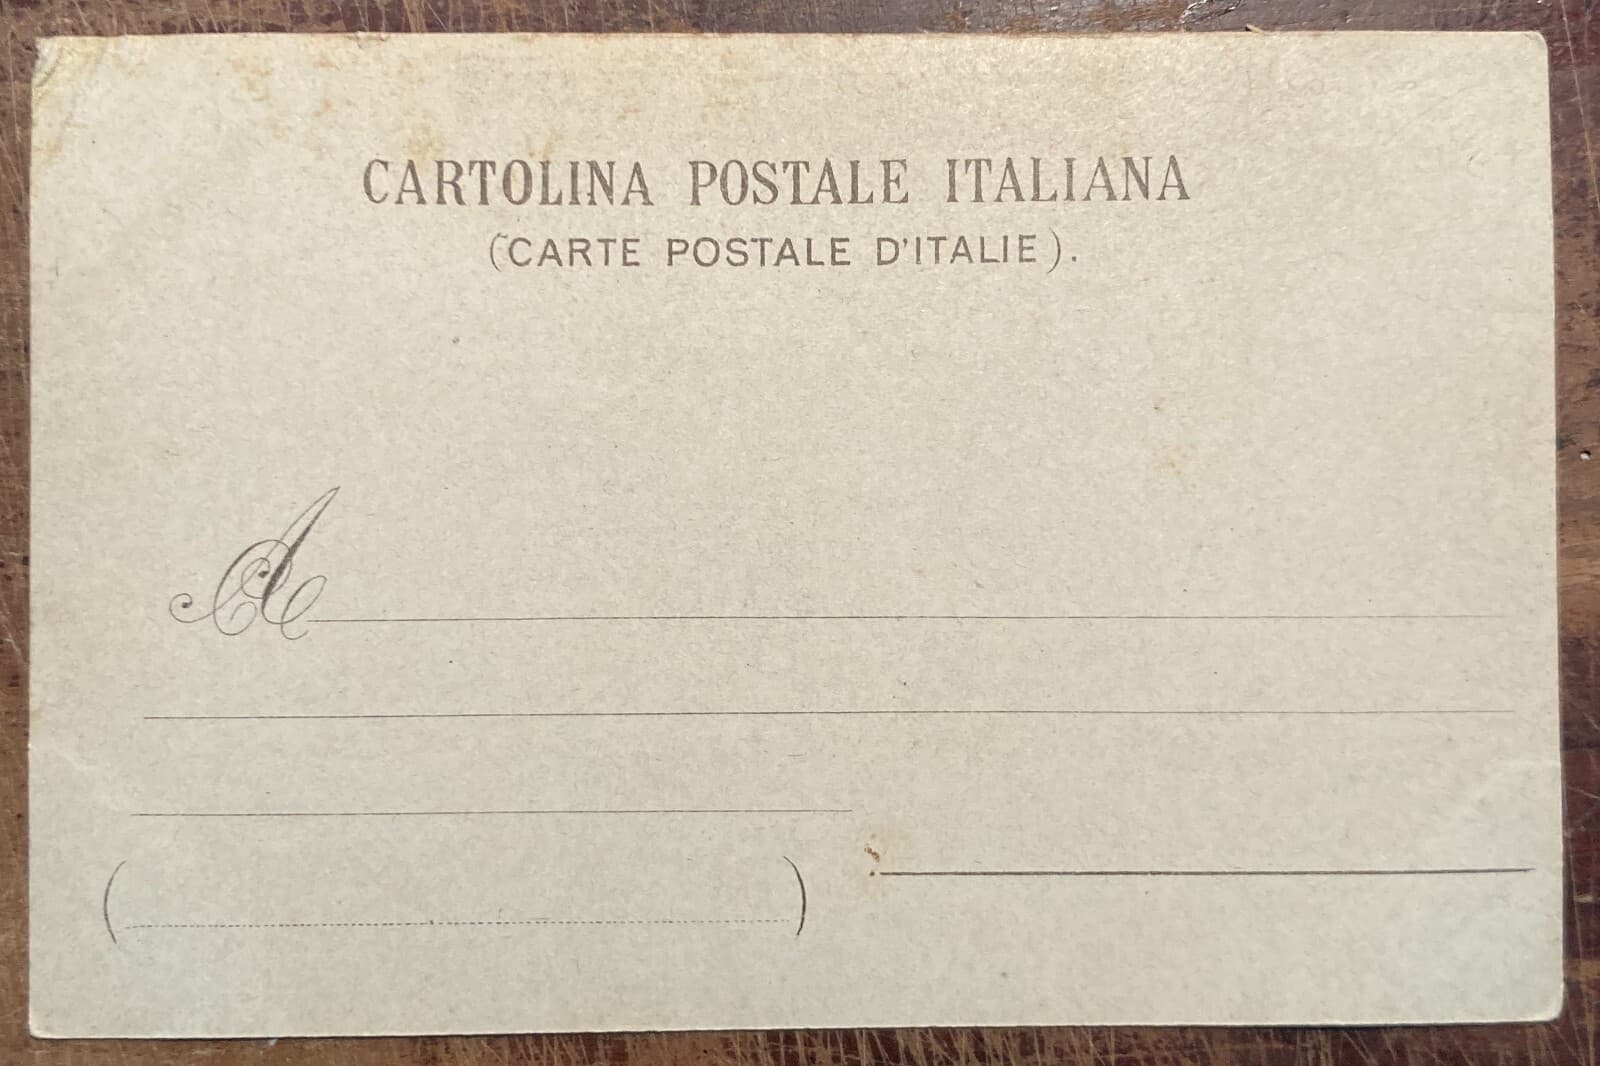 CARTOLINA POSTALE ITALIANA
(CARTE POSTALE D'ITALIE).
A
( )